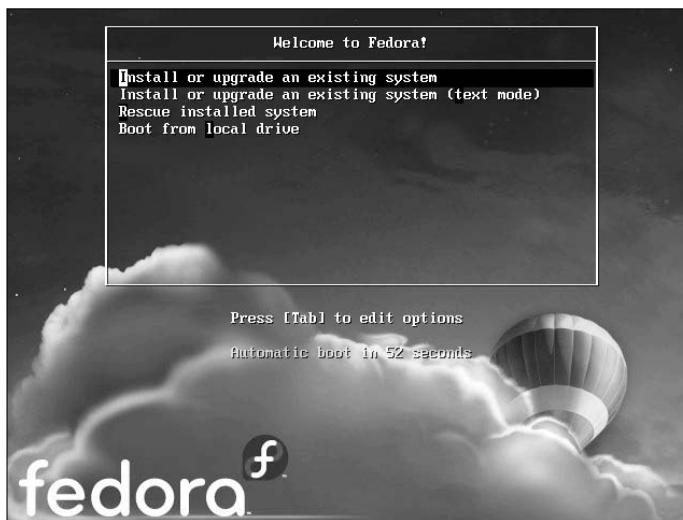 Welcome to Fedora!
Install or upgrade an existing system
Install or upgrade an existing system (text mode)
Rescue installed system
Boot from local drive
Press [Tab] to edit options
Automatic boot in 52 seconds
fedora